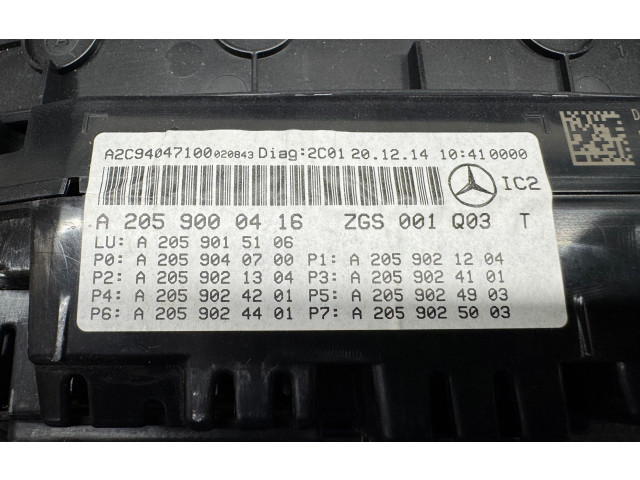 A2C94047100020843 Diag:2C01 20.12.14 10:410000
IC2
A 205 900 04 16 ZGS 001 Q03 T
LU: A 205 901 51 06
P0: A 205 904 07 00 P1: A 205 902 12 04
P2: A 205 902 13 04 P3: A 205 902 41 01
P4: A 205 902 42 01 P5: A 205 902 49 03
P6: A 205 902 44 01 P7: A 205 902 50 03
D